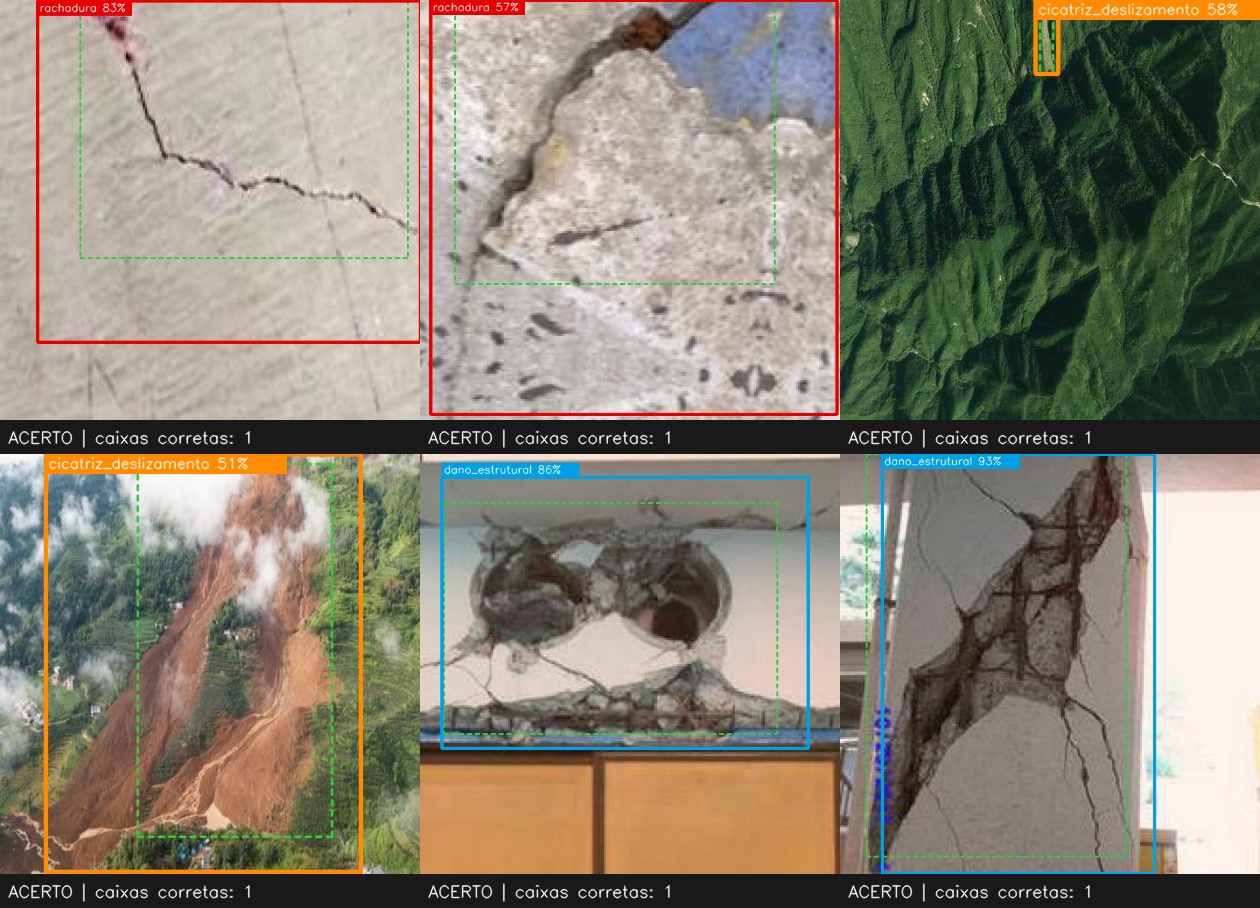 rachadura 83%
rachadura 57%
cicatriz_deslizamento 58%
ACERTO | caixas corretas: 1
ACERTO | caixas corretas: 1
ACERTO | caixas corretas: 1
cicatriz_deslizamento 51%
dano_estrutural 86%
dano_estrutural 93%
ACERTO | caixas corretas: 1
ACERTO | caixas corretas: 1
ACERTO | caixas corretas: 1